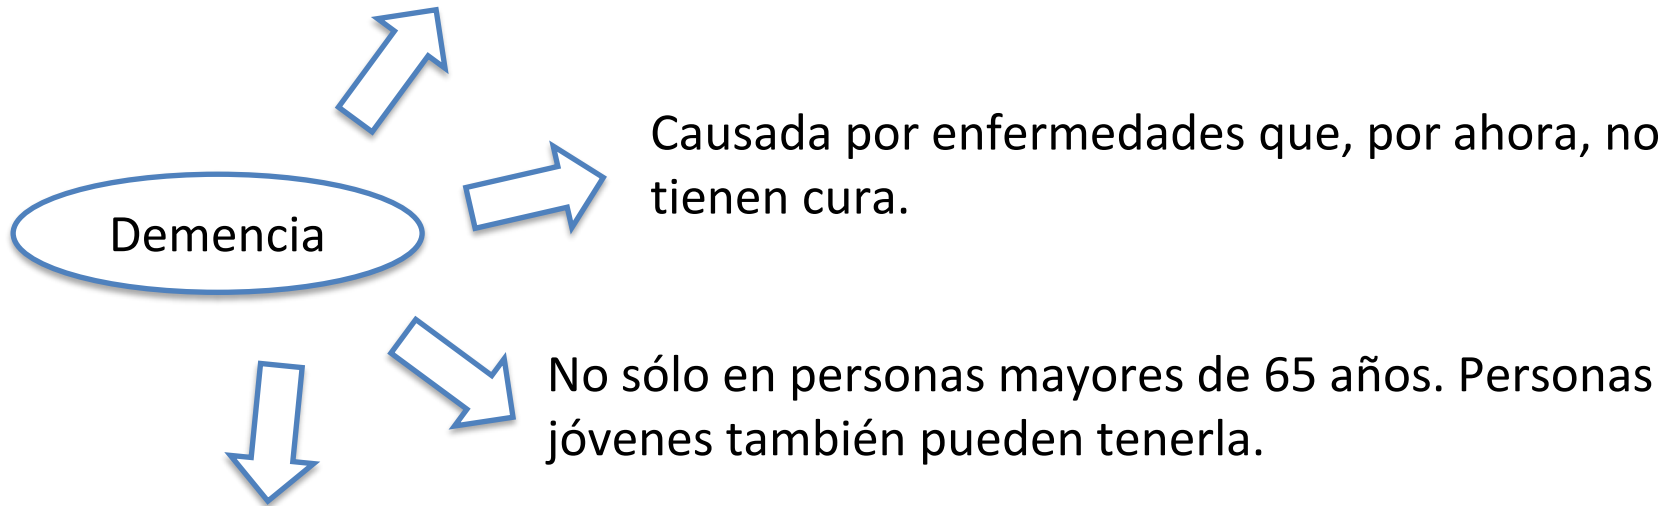 Causada por enfermedades que, por ahora, no
tienen cura.
Demencia
No sólo en personas mayores de 65 años. Personas
jóvenes también pueden tenerla.